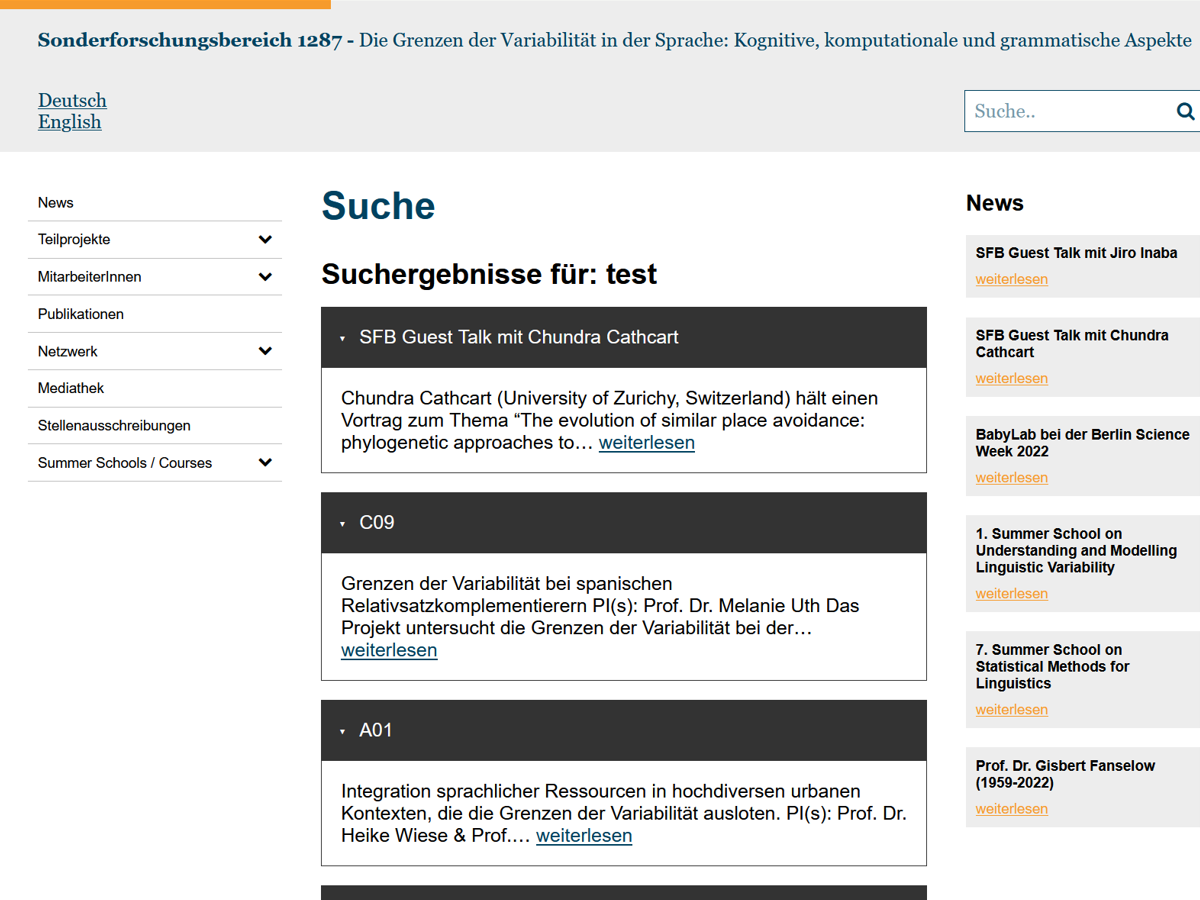 Sonderforschungsbereich 1287 - Die Grenzen der Variabilität in der Sprache: Kognitive, komputationale und grammatische Aspekte
Deutsch
English
Suche..
News
Teilprojekte
MitarbeiterInnen
Publikationen
Netzwerk
Mediathek
Stellenausschreibungen
Summer Schools / Courses
Suche
Suchergebnisse für: test
SFB Guest Talk mit Chundra Cathcart
Chundra Cathcart (University of Zurichy, Switzerland) hält einen
Vortrag zum Thema “The evolution of similar place avoidance:
phylogenetic approaches to… weiterlesen
C09
Grenzen der Variabilität bei spanischen
Relativsatzkomplementierern PI(s): Prof. Dr. Melanie Uth Das
Projekt untersucht die Grenzen der Variabilität bei der…
weiterlesen
A01
Integration sprachlicher Ressourcen in hochdiversen urbanen
Kontexten, die die Grenzen der Variabilität ausloten. PI(s): Prof. Dr.
Heike Wiese & Prof.… weiterlesen
News
SFB Guest Talk mit Jiro Inaba
weiterlesen
SFB Guest Talk mit Chundra
Cathcart
weiterlesen
BabyLab bei der Berlin Science
Week 2022
weiterlesen
1. Summer School on
Understanding and Modelling
Linguistic Variability
weiterlesen
7. Summer School on
Statistical Methods for
Linguistics
weiterlesen
Prof. Dr. Gisbert Fanselow
(1959-2022)
weiterlesen